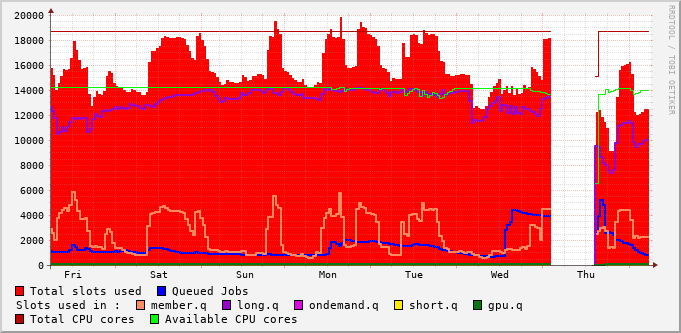 20000
18000
16000
14000
12000
10000
8000
6000
4000
2000
0
Fri Sat Sun Mon Tue Wed Thu
RRDTOOL / TOBI OETIKER
Total slots used Queued Jobs
Slots used in : member.q long.q ondemand.q short.q gpu.q
Total CPU cores Available CPU cores